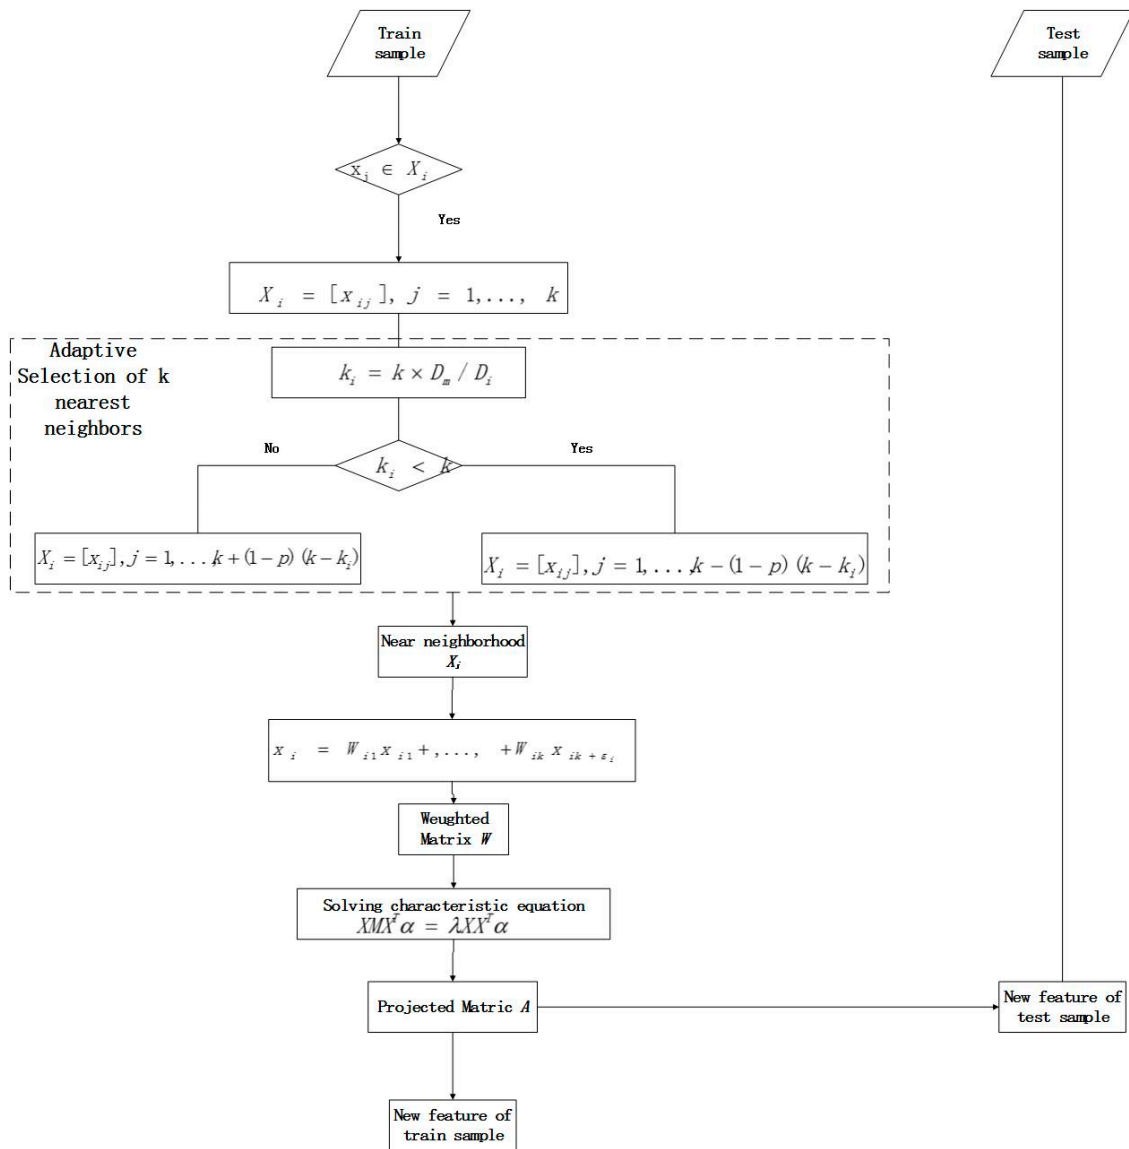 Train
sample
Test
sample
x_j ∈ X_i
Yes
X_i = [x_ij], j = 1,..., k
Adaptive
Selection of k
nearest
neighbors
k_i = k × D_m / D_i
No
k_i < k
Yes
X_i = [x_ij], j = 1,...,k + (1 − p)(k − k_i)
X_i = [x_ij], j = 1,...,k − (1 − p)(k − k_i)
Near neighborhood
X_i
x_i = W_i1 x_i1 + ,..., + W_ik x_ik + ε_i
Weughted
Matrix W
Solving characteristic equation
XMX^T α = λXX^T α
Projected Matric A
New feature of
test sample
New feature of
train sample